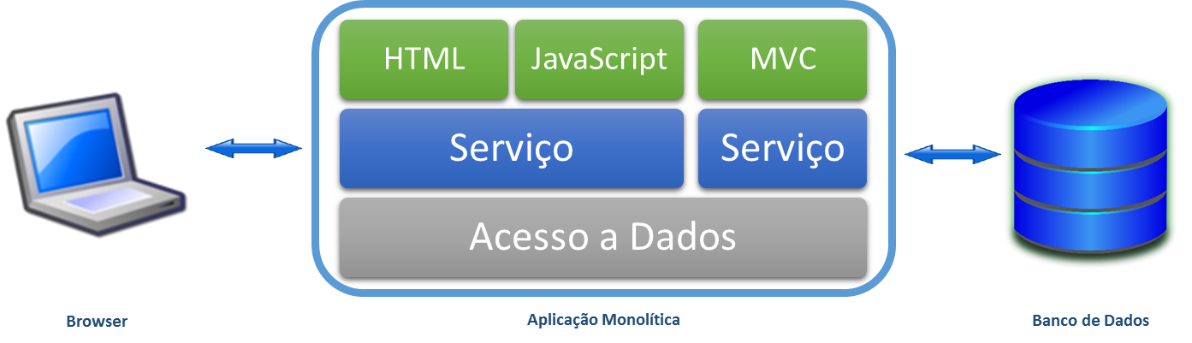 HTML JavaScript MVC
Serviço Serviço
Acesso a Dados
Browser Aplicação Monolítica Banco de Dados